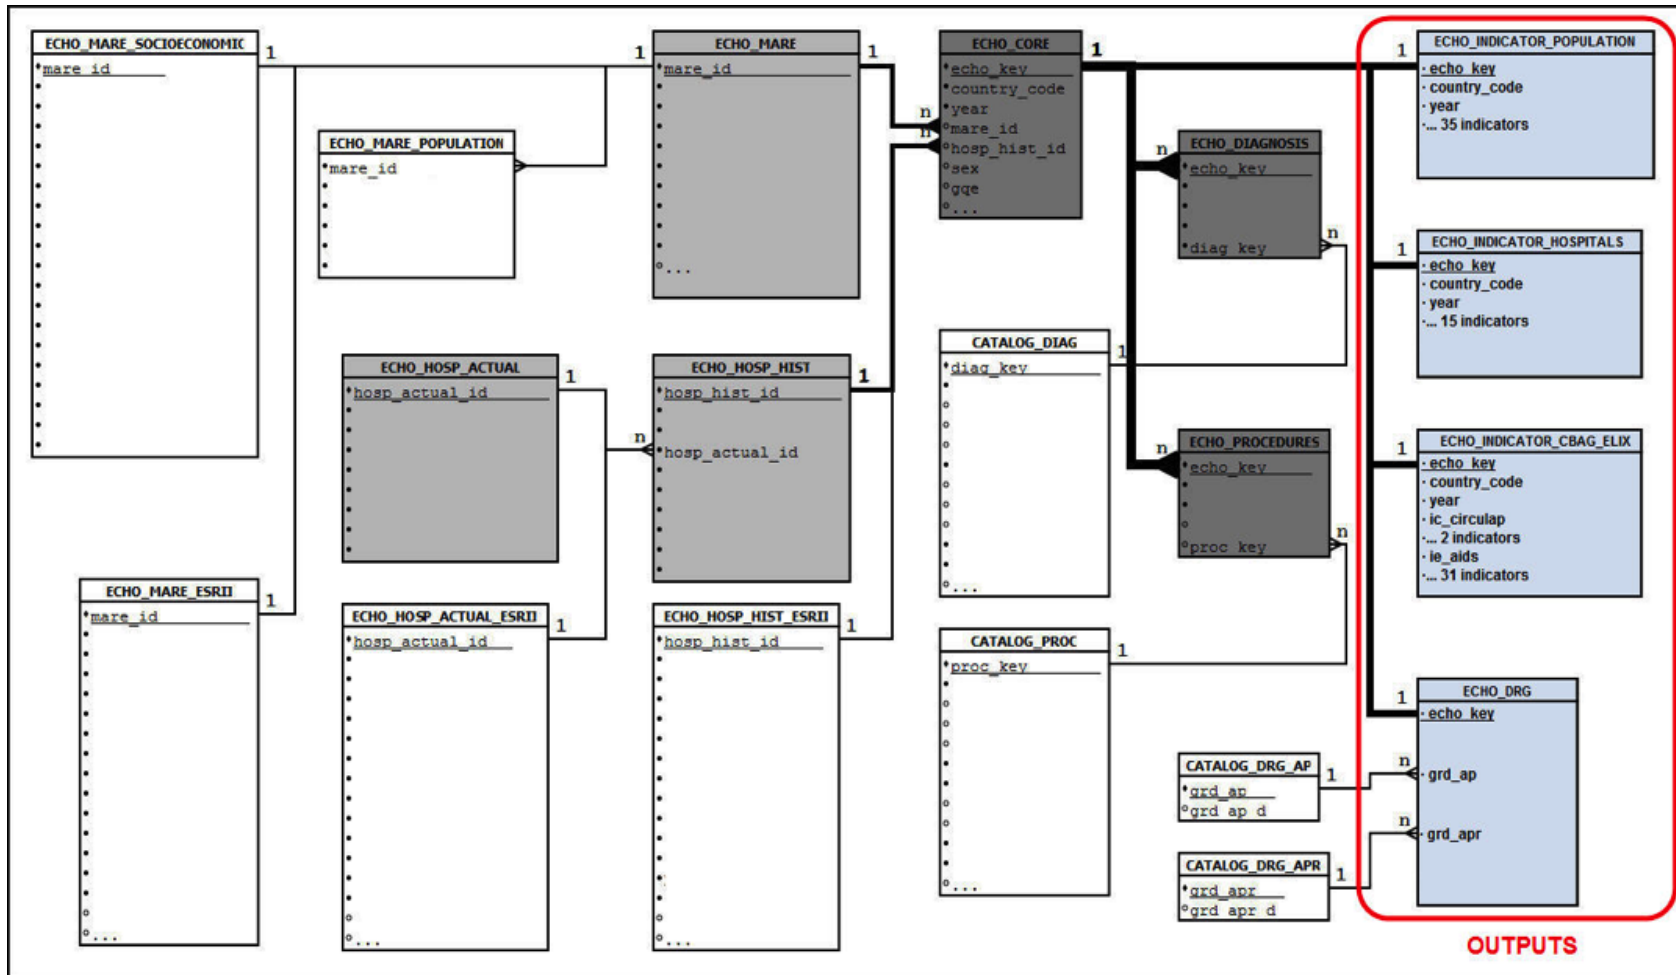 ECHO_MARE_SOCIOECONOMIC
1
mare_id
ECHO_MARE_POPULATION
mare_id
1
ECHO_MARE
1
mare_id
...
ECHO_CORE
1
echo_key
country_code
year
n
mare_id
n
hosp_hist_id
sex
gqe
...
ECHO_DIAGNOSIS
n
echo_key
diag_key
n
1
ECHO_INDICATOR_POPULATION
echo_key
country_code
year
... 35 indicators
1
ECHO_INDICATOR_HOSPITALS
echo_key
country_code
year
... 15 indicators
ECHO_HOSP_ACTUAL
1
hosp_actual_id
ECHO_HOSP_HIST
1
hosp_hist_id
n
hosp_actual_id
CATALOG_DIAG
1
diag_key
...
ECHO_PROCEDURES
n
echo_key
n
proc_key
1
ECHO_INDICATOR_CBAG_ELIX
echo_key
country_code
year
ic_circulap
... 2 indicators
ie_aids
... 31 indicators
ECHO_MARE_ESRII
1
mare_id
...
ECHO_HOSP_ACTUAL_ESRII
1
hosp_actual_id
...
ECHO_HOSP_HIST_ESRII
1
hosp_hist_id
...
CATALOG_PROC
1
proc_key
...
1
ECHO_DRG
echo_key
n
grd_ap
n
grd_apr
CATALOG_DRG_AP
1
grd_ap
grd_ap_d
CATALOG_DRG_APR
1
grd_apr
grd_apr_d
OUTPUTS